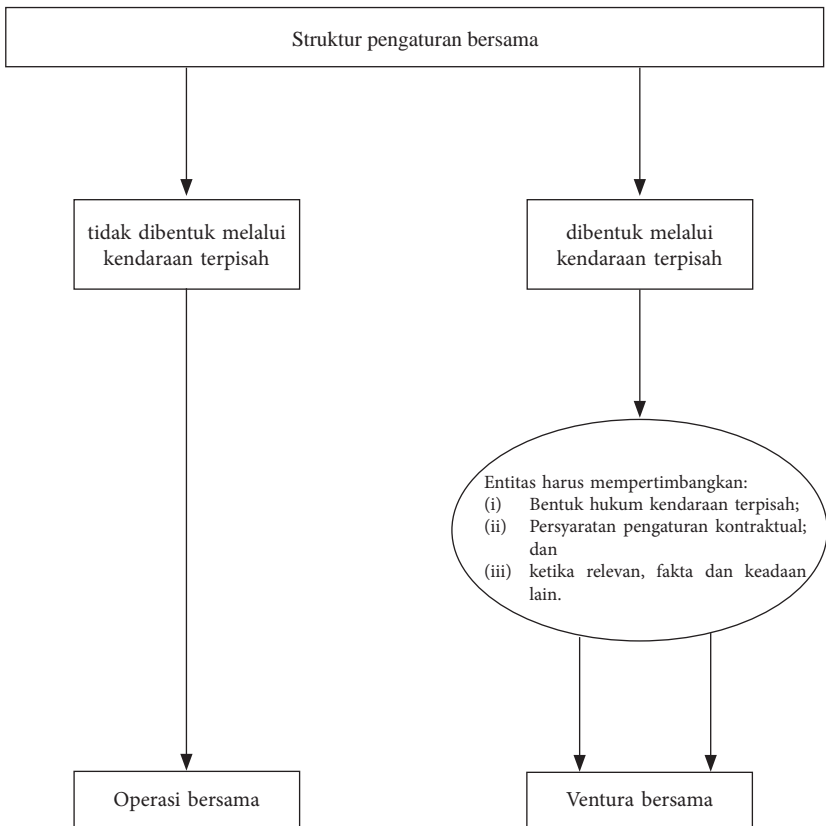 Struktur pengaturan bersama
tidak dibentuk melalui
kendaraan terpisah
dibentuk melalui
kendaraan terpisah
Entitas harus mempertimbangkan:
(i) Bentuk hukum kendaraan terpisah;
(ii) Persyaratan pengaturan kontraktual;
dan
(iii) ketika relevan, fakta dan keadaan
lain.
Operasi bersama
Ventura bersama